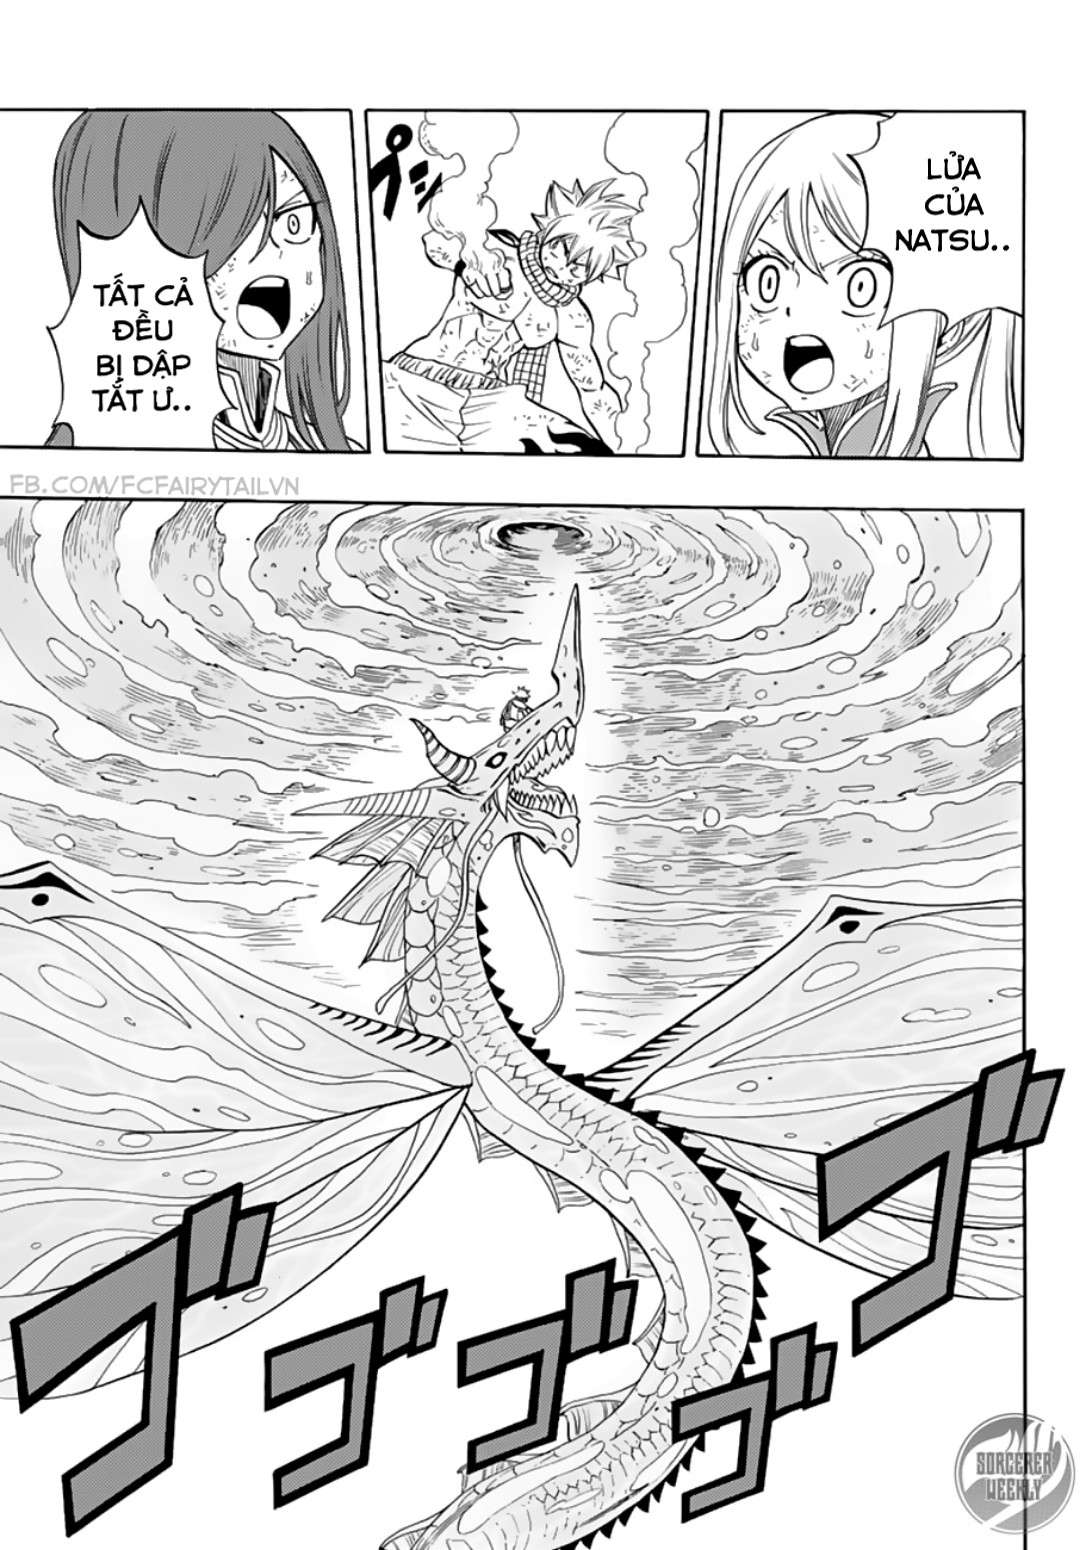 LỬA
CỦA
NATSU..
プシ
TẤT CẢ
ĐỀU
BỊ DẬP
TẮT Ư..
FB.COM/FCFAIRYTAILVN
ゴゴゴゴゴ
SORCERER
WEEKLY